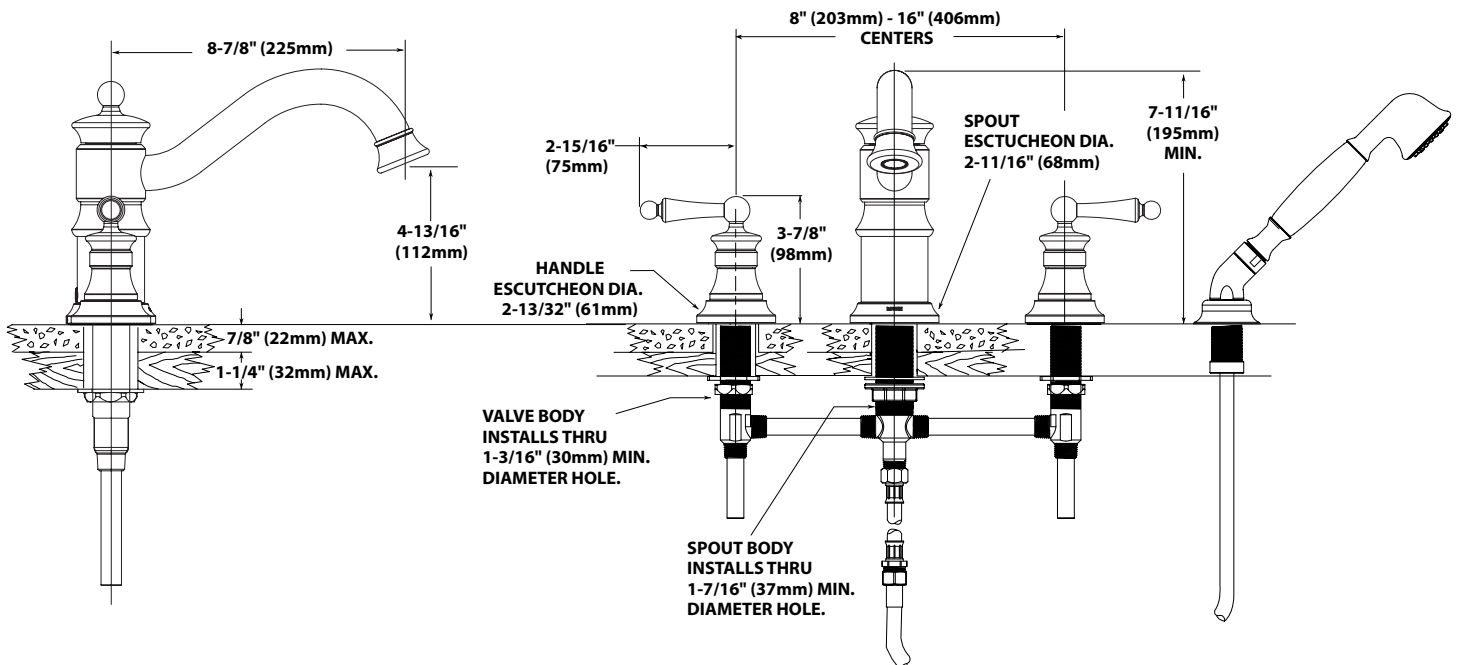 8-7/8" (225mm)
8" (203mm) - 16" (406mm)
CENTERS
2-15/16"
(75mm)
SPOUT
ESCTUCHEON DIA.
2-11/16" (68mm)
7-11/16"
(195mm)
MIN.
4-13/16"
(112mm)
3-7/8"
(98mm)
HANDLE
ESCUTCHEON DIA.
2-13/32" (61mm)
7/8" (22mm) MAX.
1-1/4" (32mm) MAX.
VALVE BODY
INSTALLS THRU
1-3/16" (30mm) MIN.
DIAMETER HOLE.
SPOUT BODY
INSTALLS THRU
1-7/16" (37mm) MIN.
DIAMETER HOLE.